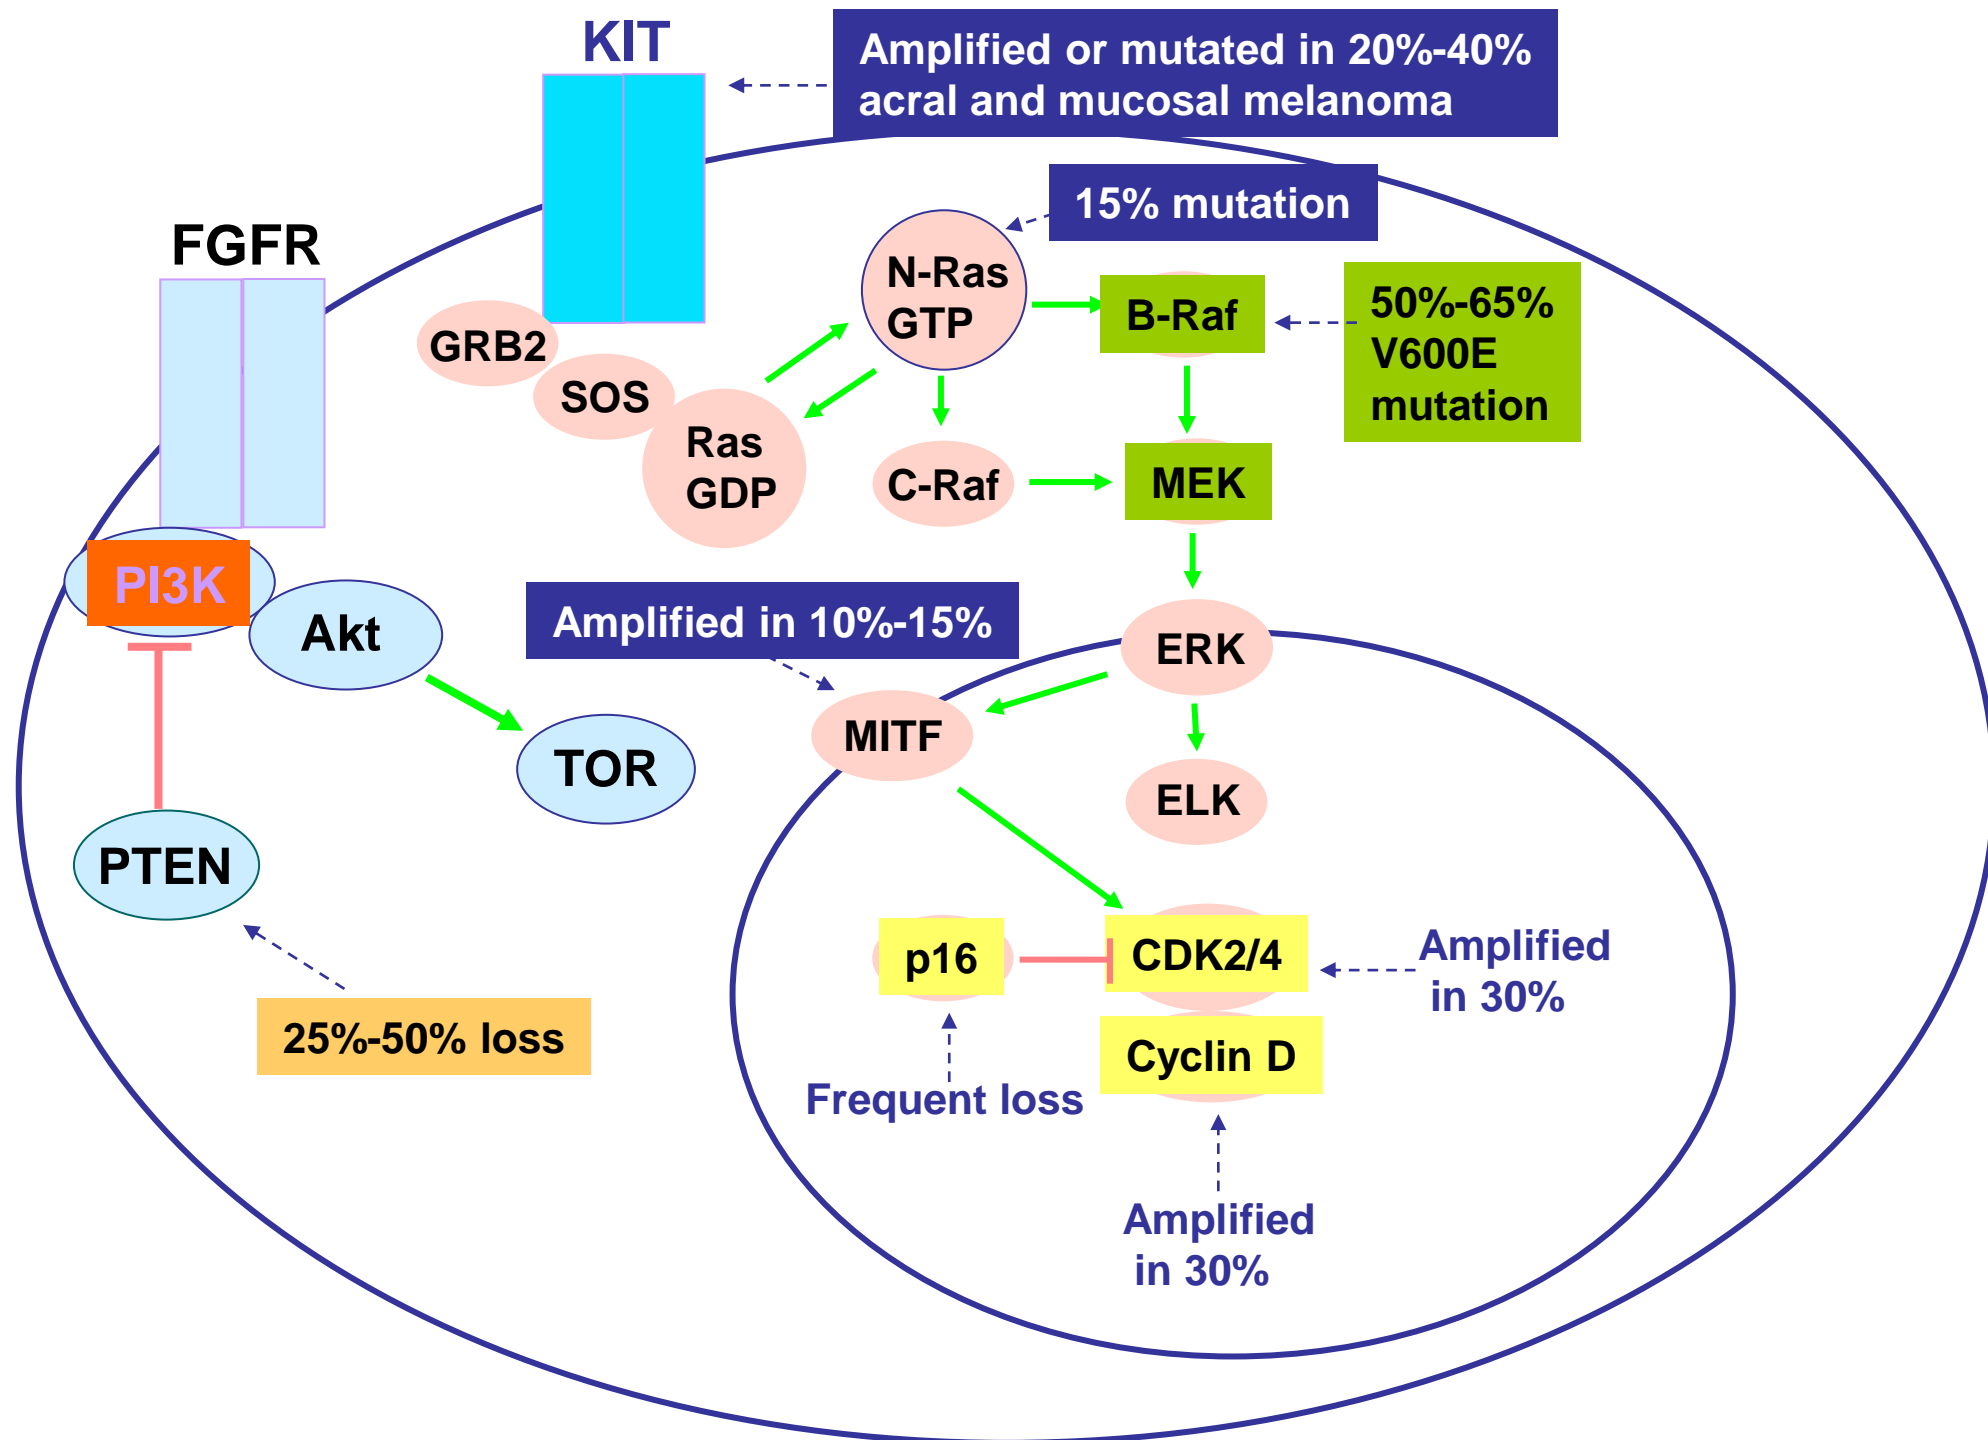 KIT
Amplified or mutated in 20%-40%
acral and mucosal melanoma
15% mutation
FGFR
N-Ras
GTP
B-Raf
50%-65%
V600E
mutation
GRB2
SOS
Ras
GDP
C-Raf
MEK
PI3K
Akt
Amplified in 10%-15%
ERK
MITF
TOR
ELK
PTEN
p16
CDK2/4
Amplified
in 30%
25%-50% loss
Cyclin D
Frequent loss
Amplified
in 30%